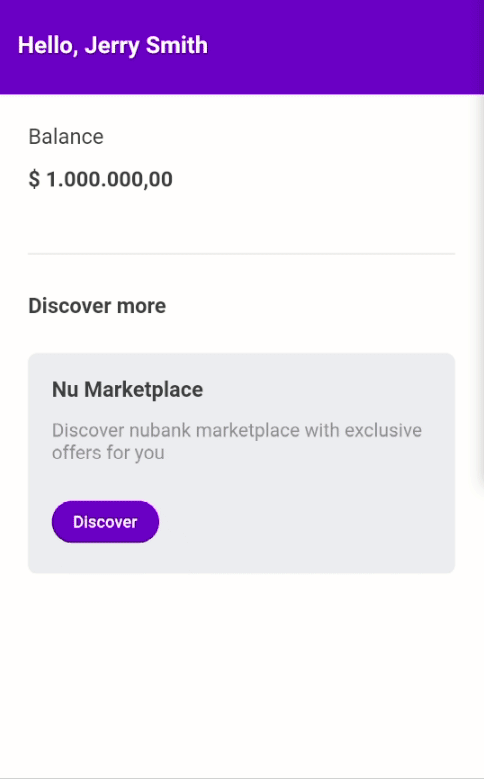 Hello, Jerry Smith
Balance
$ 1.000.000,00
Discover more
Nu Marketplace
Discover nubank marketplace with exclusive
offers for you
Discover